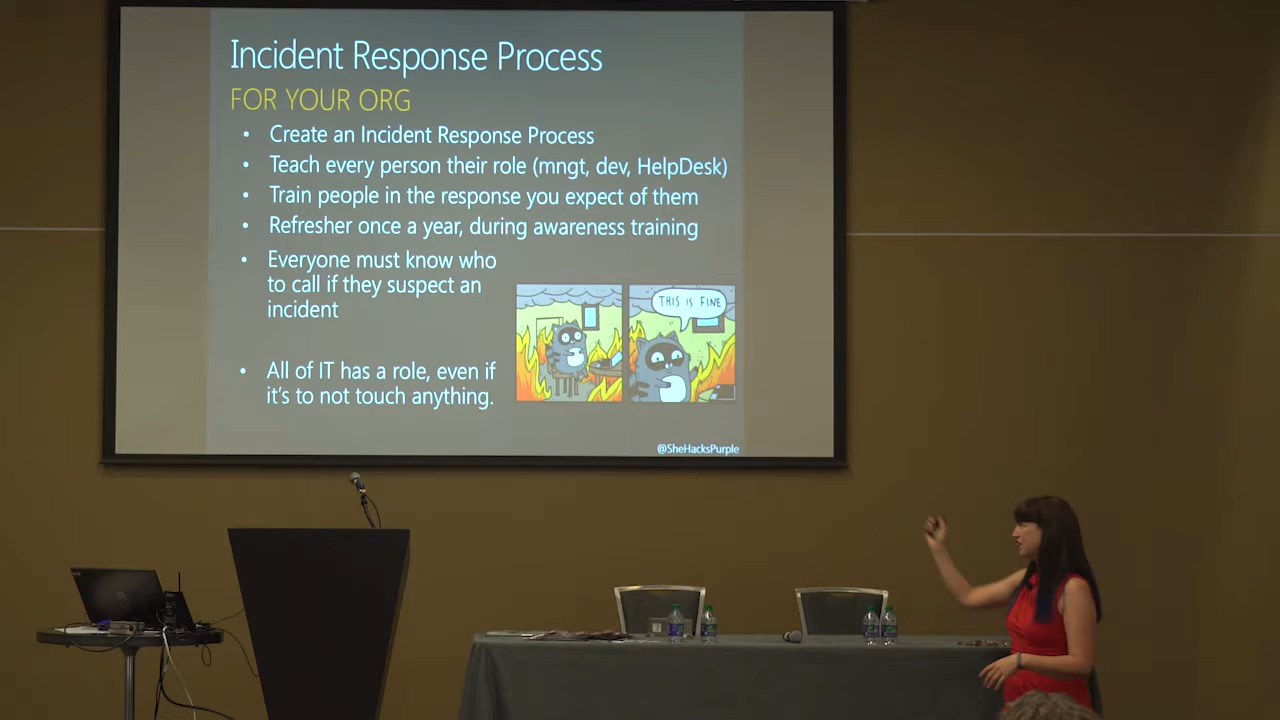 Incident Response Process
FOR YOUR ORG
• Create an Incident Response Process
• Teach every person their role (mngt, dev, HelpDesk)
• Train people in the response you expect of them
• Refresher once a year, during awareness training
• Everyone must know who
to call if they suspect an
incident
THIS IS FINE
• All of IT has a role, even if
it's to not touch anything.
@SheHacksPurple